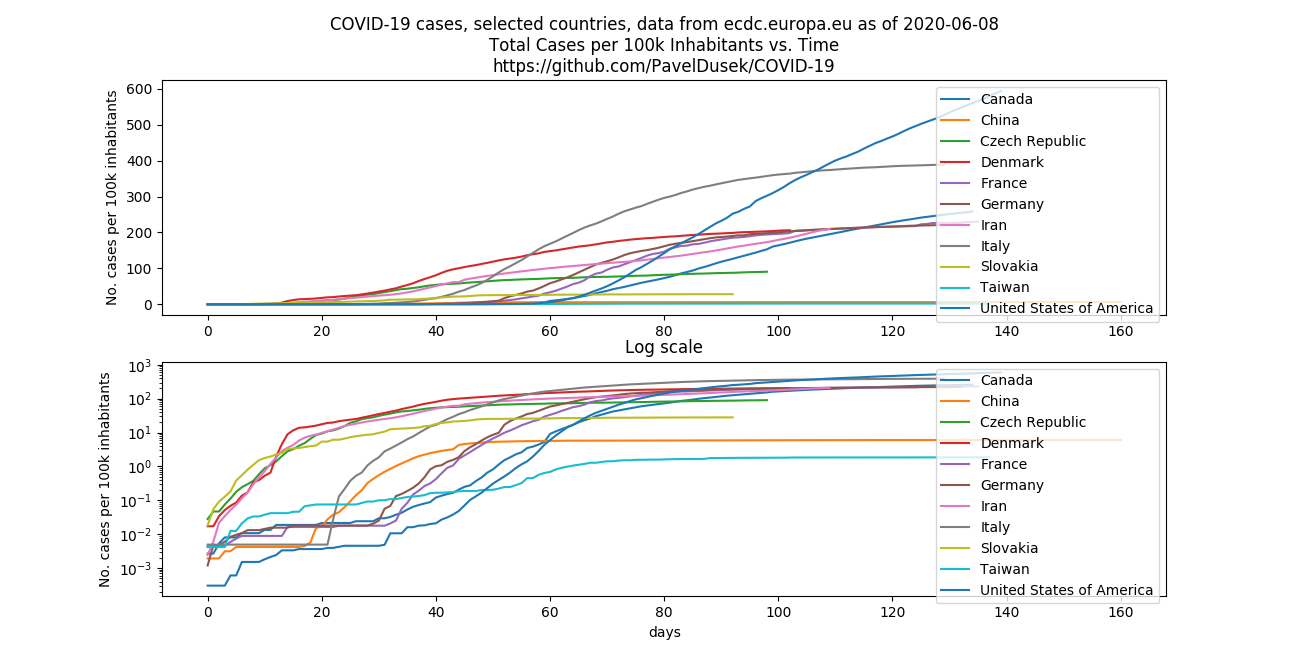 COVID-19 cases, selected countries, data from ecdc.europa.eu as of 2020-06-08
Total Cases per 100k Inhabitants vs. Time
https://github.com/PavelDusek/COVID-19
No. cases per 100k inhabitants
600
500
400
300
200
100
0
0 20 40 60 80 100 120 140 160
Canada
China
Czech Republic
Denmark
France
Germany
Iran
Italy
Slovakia
Taiwan
United States of America
Log scale
No. cases per 100k inhabitants
10³
10²
10¹
10⁰
10⁻¹
10⁻²
10⁻³
0 20 40 60 80 100 120 140 160
days
Canada
China
Czech Republic
Denmark
France
Germany
Iran
Italy
Slovakia
Taiwan
United States of America